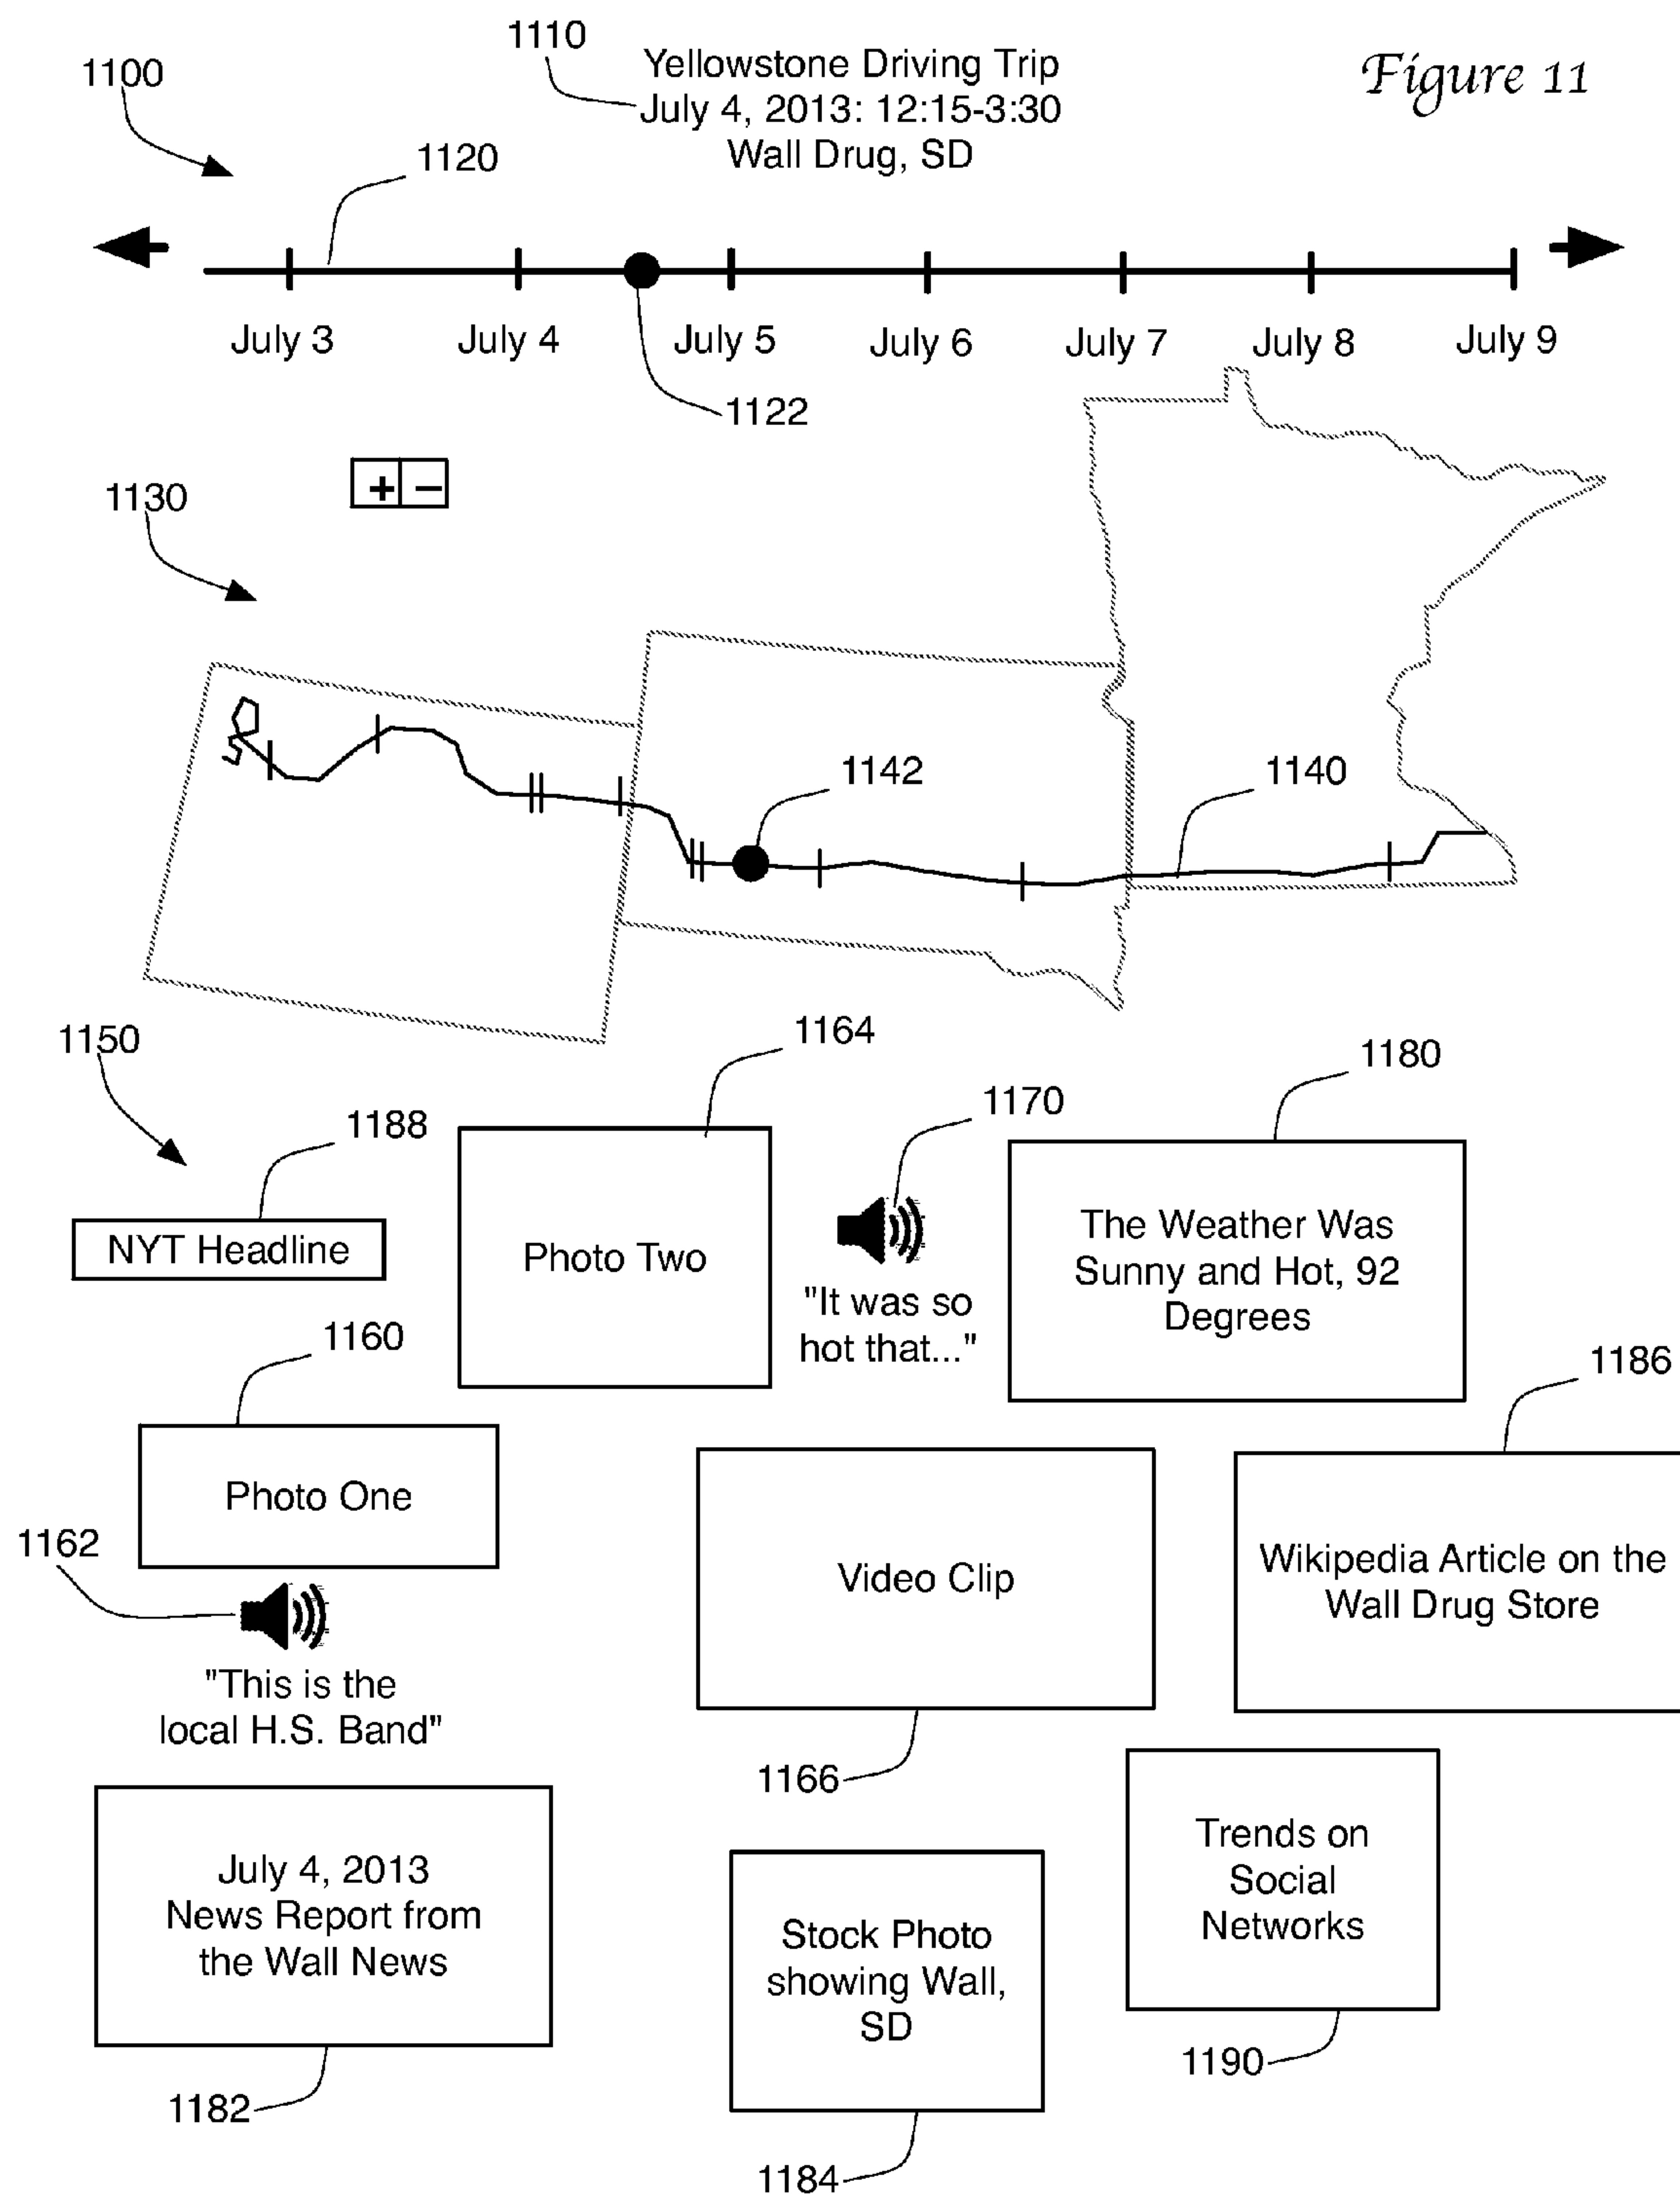 1110
Yellowstone Driving Trip
July 4, 2013: 12:15-3:30
Wall Drug, SD
Figure 11
1100
1120
July 3
July 4
July 5
July 6
July 7
July 8
July 9
1122
+ −
1130
1142
1140
1150
1164
1180
1188
1170
NYT Headline
Photo Two
"It was so
hot that..."
The Weather Was
Sunny and Hot, 92
Degrees
1160
1186
Photo One
1162
Video Clip
Wikipedia Article on the
Wall Drug Store
"This is the
local H.S. Band"
1166
July 4, 2013
News Report from
the Wall News
Stock Photo
showing Wall,
SD
Trends on
Social
Networks
1190
1182
1184